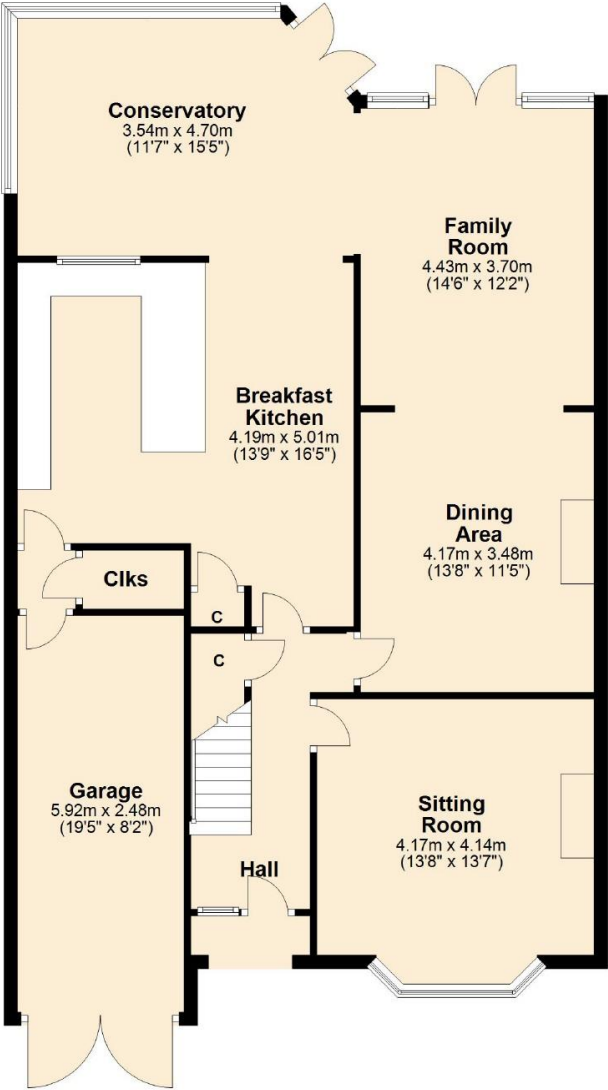 Conservatory
3.54m x 4.70m
(11'7" x 15'5")
Family
Room
4.43m x 3.70m
(14'6" x 12'2")
Breakfast
Kitchen
4.19m x 5.01m
(13'9" x 16'5")
Dining
Area
4.17m x 3.48m
(13'8" x 11'5")
Clks
C
C
Garage
5.92m x 2.48m
(19'5" x 8'2")
Sitting
Room
4.17m x 4.14m
(13'8" x 13'7")
Hall